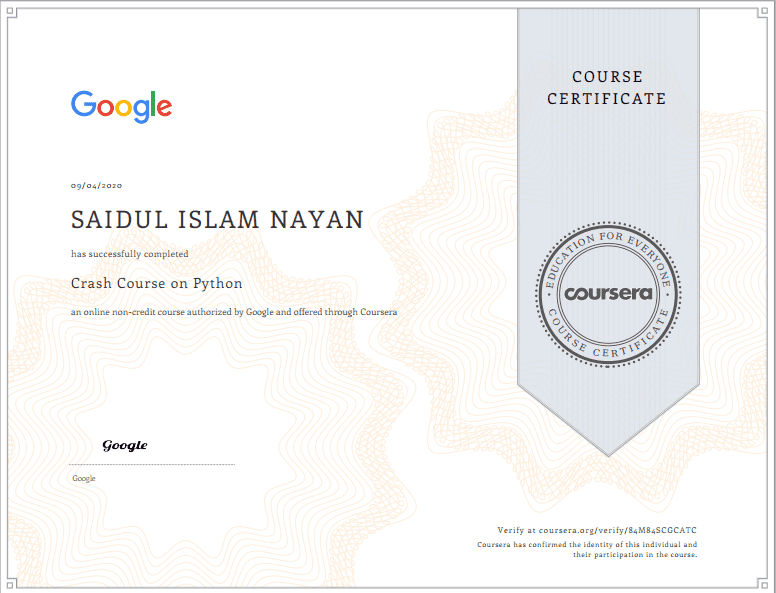 COURSE
CERTIFICATE
Google
09/04/2020
SAIDUL ISLAM NAYAN
has successfully completed
Crash Course on Python
an online non-credit course authorized by Google and offered through Coursera
EDUCATION FOR EVERYONE
coursera
COURSE CERTIFICATE
Google
Google
Verify at coursera.org/verify/84M84SCGCATC
Coursera has confirmed the identity of this individual and
their participation in the course.